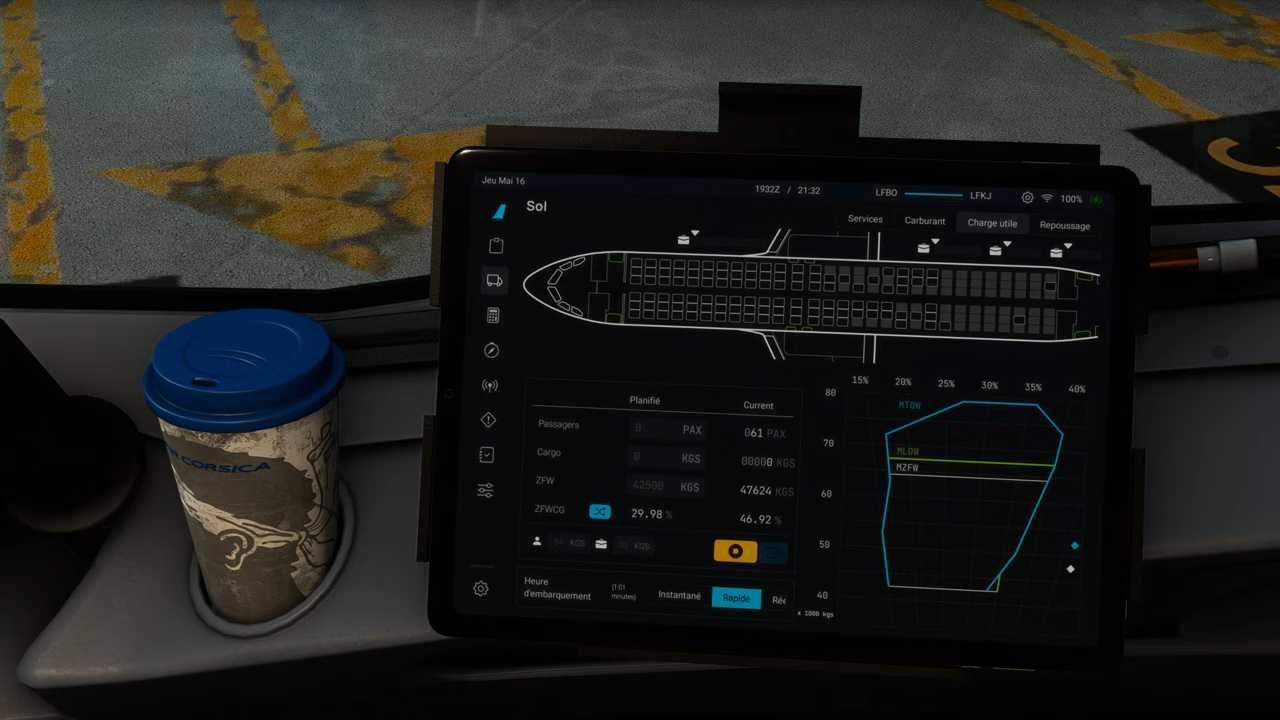 Jeu Mai 16
1932Z / 21:32
LFBO
LFKJ
100%
Sol
Services
Carburant
Charge utile
Repoussage
Planifié
Current
Passagers
0 PAX
061 PAX
Cargo
0 KGS
00000 KGS
ZFW
42500 KGS
47624 KGS
ZFWCG
29.98 %
46.92 %
84 KGS
20 KGS
Heure
d'embarquement
(1:01
minutes)
Instantané
Rapide
Rée
15%
20%
25%
30%
35%
40%
80
70
60
50
40
x 1000 kgs
MTOW
MLDW
MZFW
CORSICA